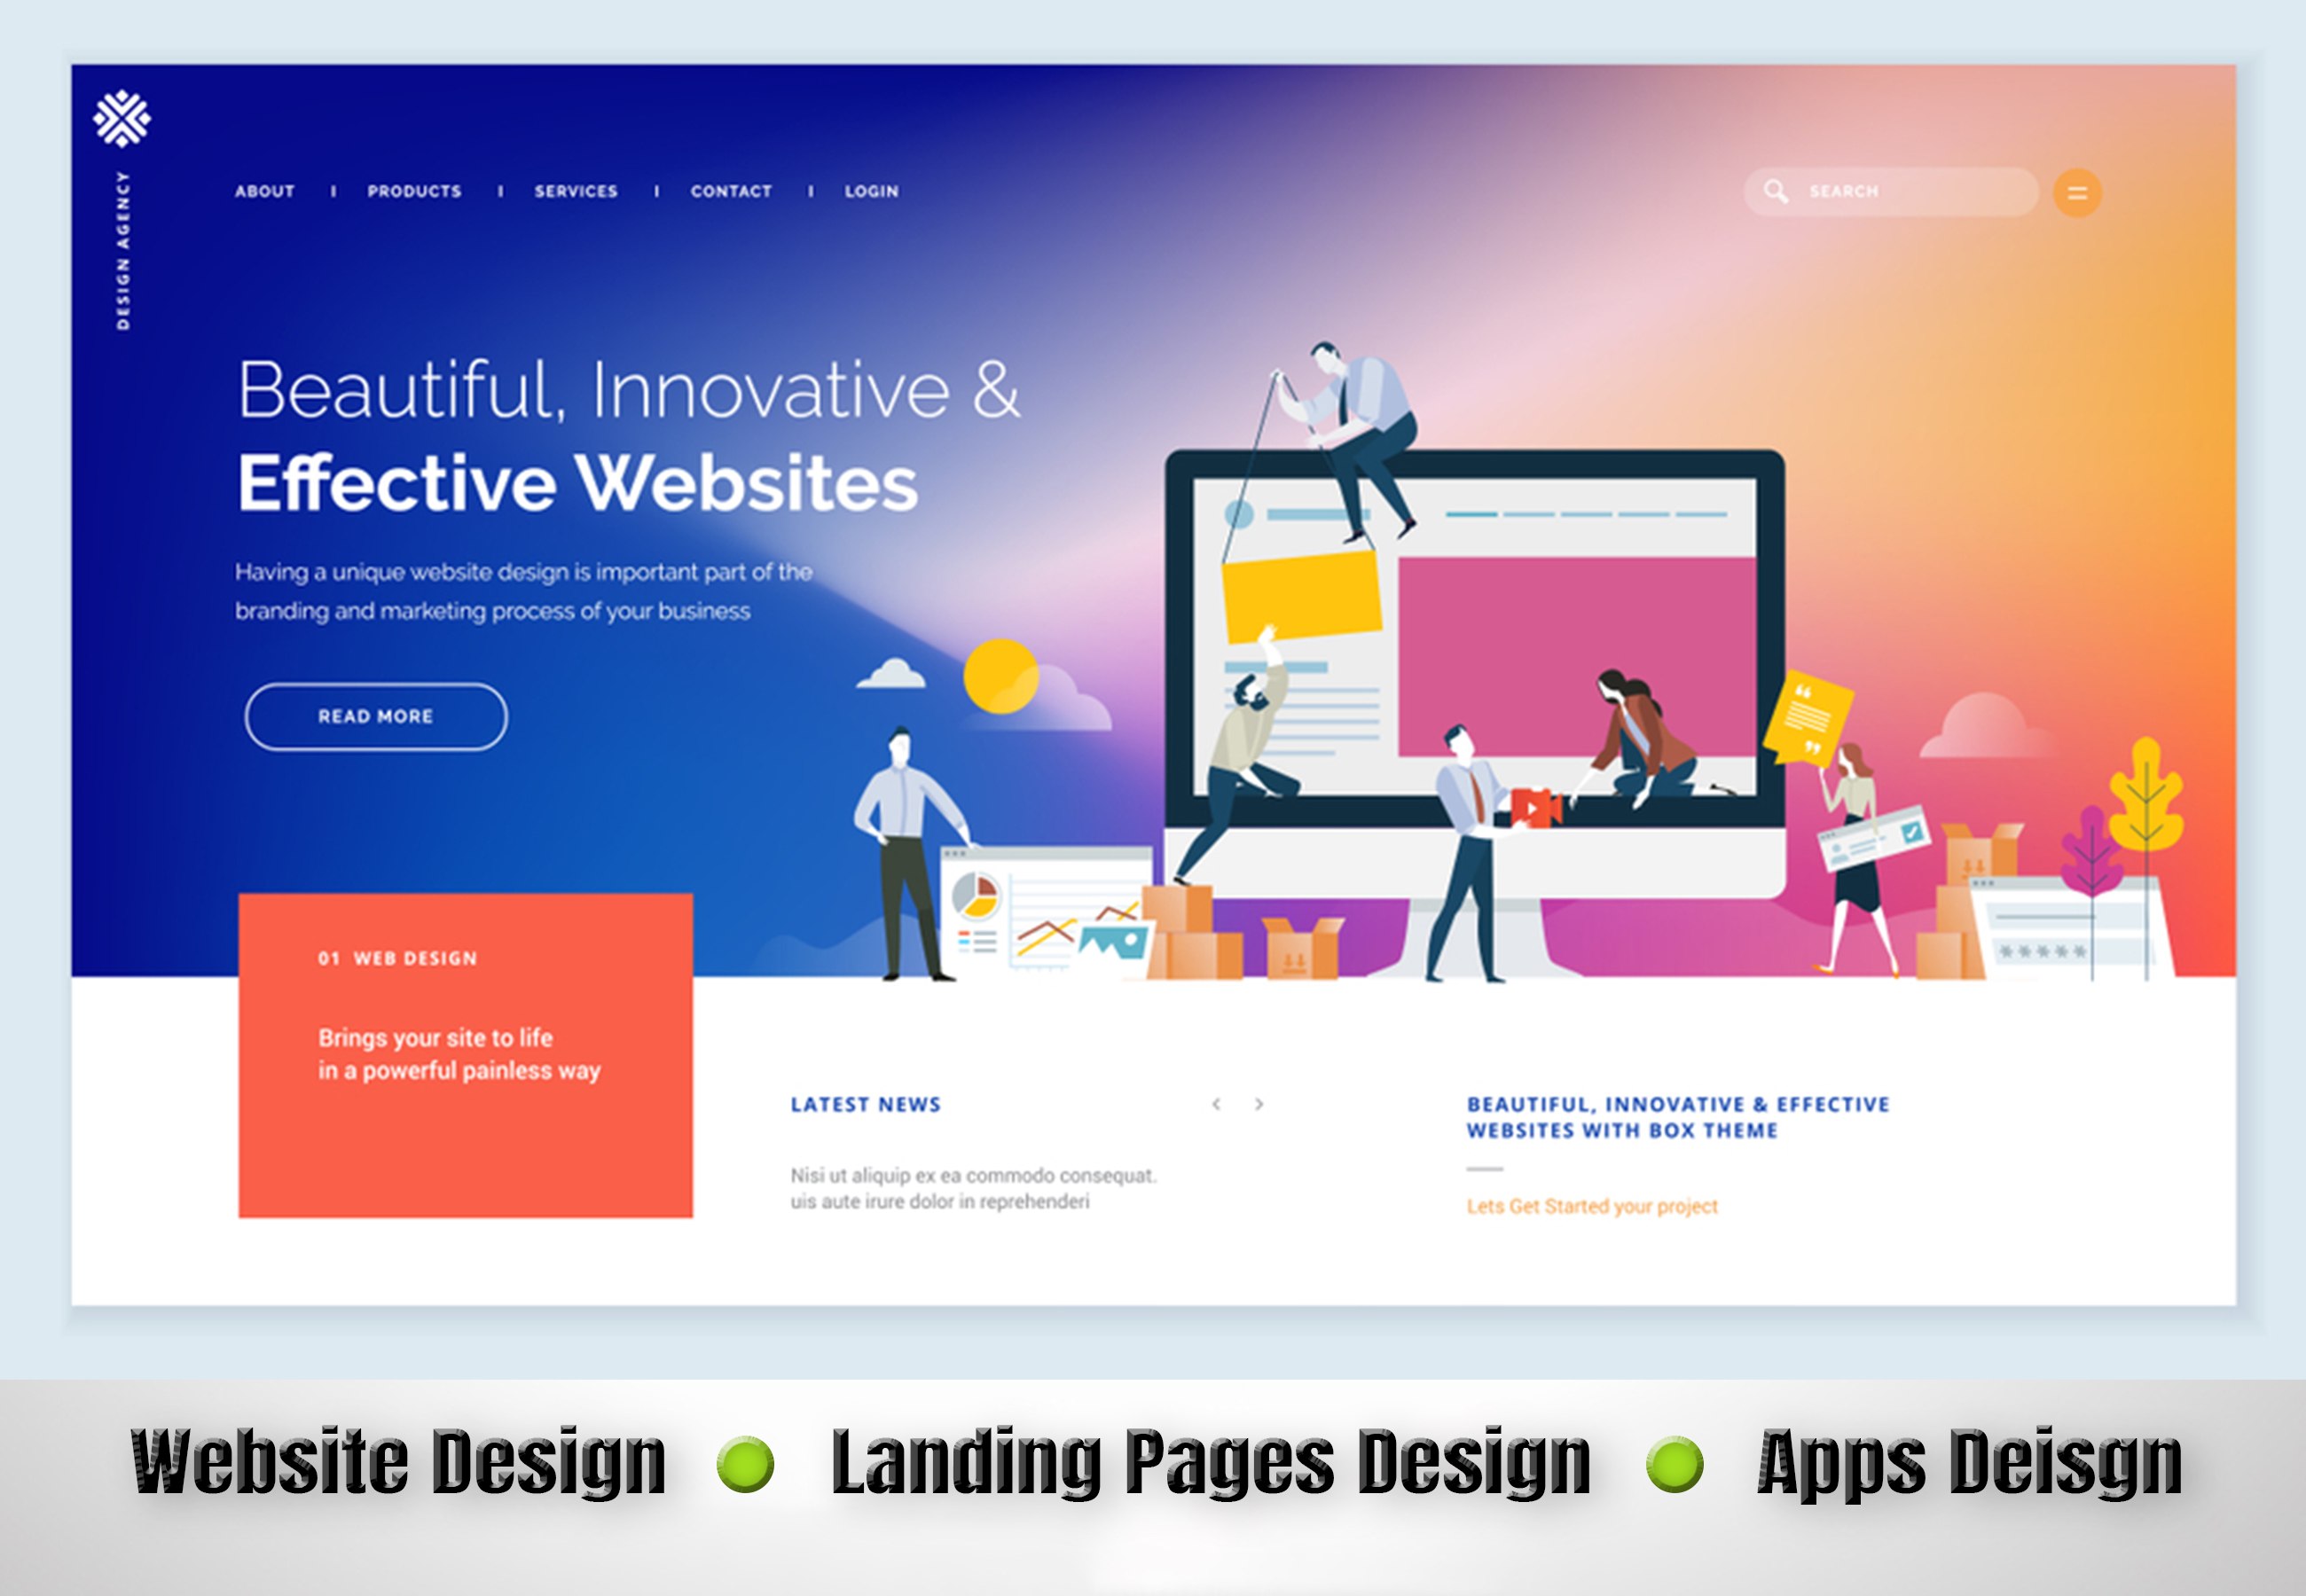 DESIGN AGENCY
ABOUT | PRODUCTS | SERVICES | CONTACT | LOGIN
SEARCH
Beautiful, Innovative &
Effective Websites
Having a unique website design is important part of the
branding and marketing process of your business
READ MORE
01 WEB DESIGN
Brings your site to life
in a powerful painless way
LATEST NEWS
Nisi ut aliquip ex ea commodo consequat.
uis aute irure dolor in reprehenderi
BEAUTIFUL, INNOVATIVE & EFFECTIVE
WEBSITES WITH BOX THEME
Lets Get Started your project
Website Design Landing Pages Design Apps Deisgn